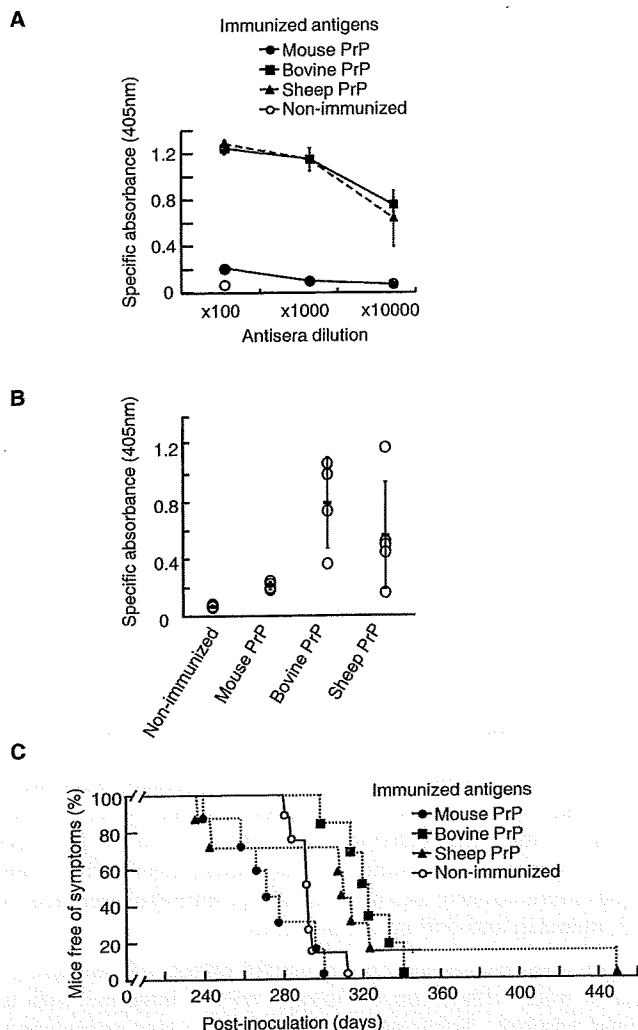 A
Immunized antigens
Mouse PrP
Bovine PrP
Sheep PrP
Non-immunized
Specific absorbance (405nm)
1.2
0.8
0.4
0
x100 x1000 x10000
Antisera dilution
B
Specific absorbance (405nm)
1.2
0.8
0.4
0
Non-immunized
Mouse PrP
Bovine PrP
Sheep PrP
C
Immunized antigens
Mouse PrP
Bovine PrP
Sheep PrP
Non-immunized
Mice free of symptoms (%)
100
80
60
40
20
0
0 240 280 320 360 400 440
Post-inoculation (days)